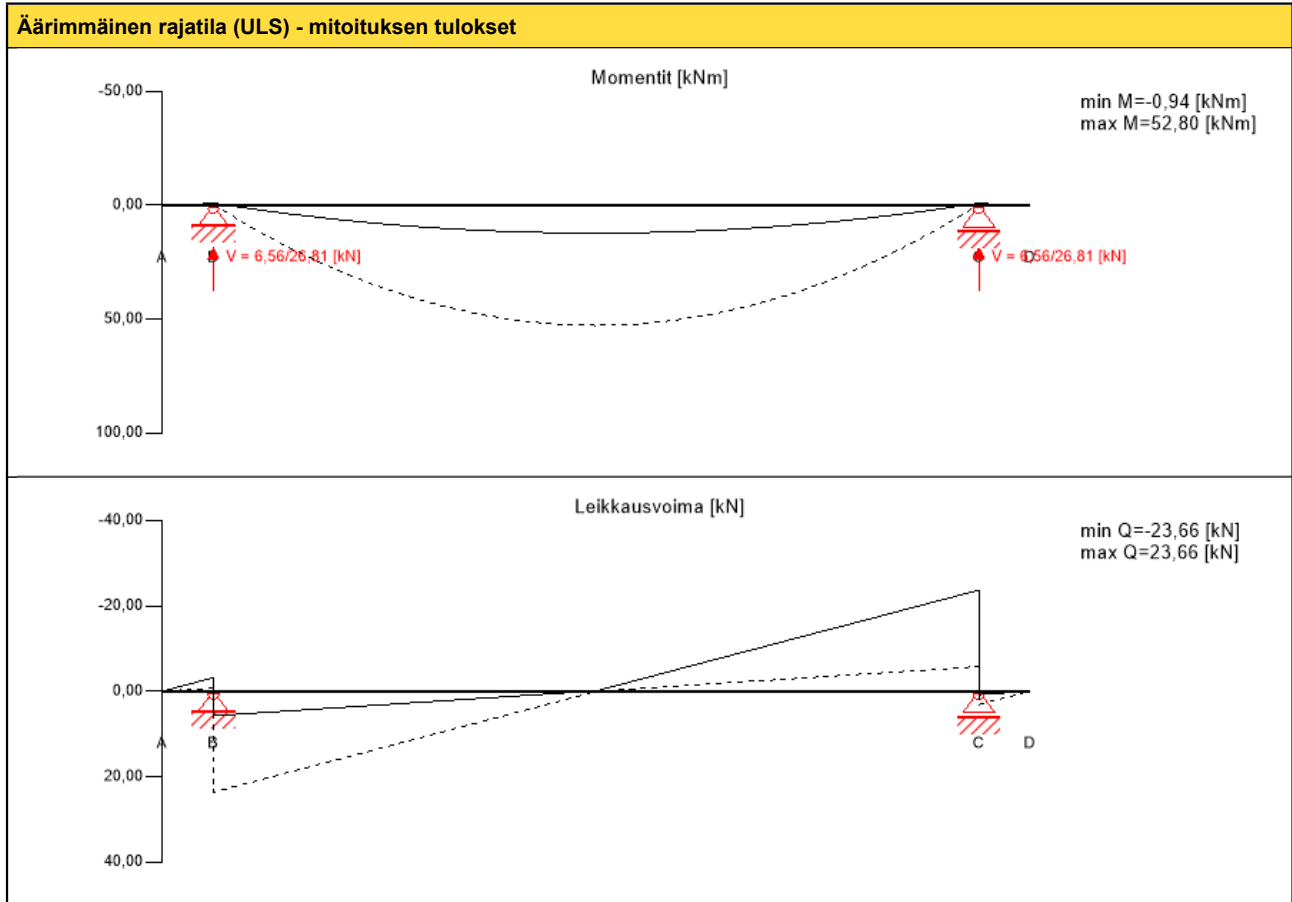 Äärimmäinen rajatila (ULS) - mitoituksen tulokset
Momentit [kNm]
min M=-0,94 [kNm]
max M=52,80 [kNm]
-50,00
0,00
50,00
100,00
A B C D
V = 6,56/26,81 [kN]
V = 6,56/26,81 [kN]
Leikkausvoima [kN]
min Q=-23,66 [kN]
max Q=23,66 [kN]
-40,00
-20,00
0,00
20,00
40,00
A B C D